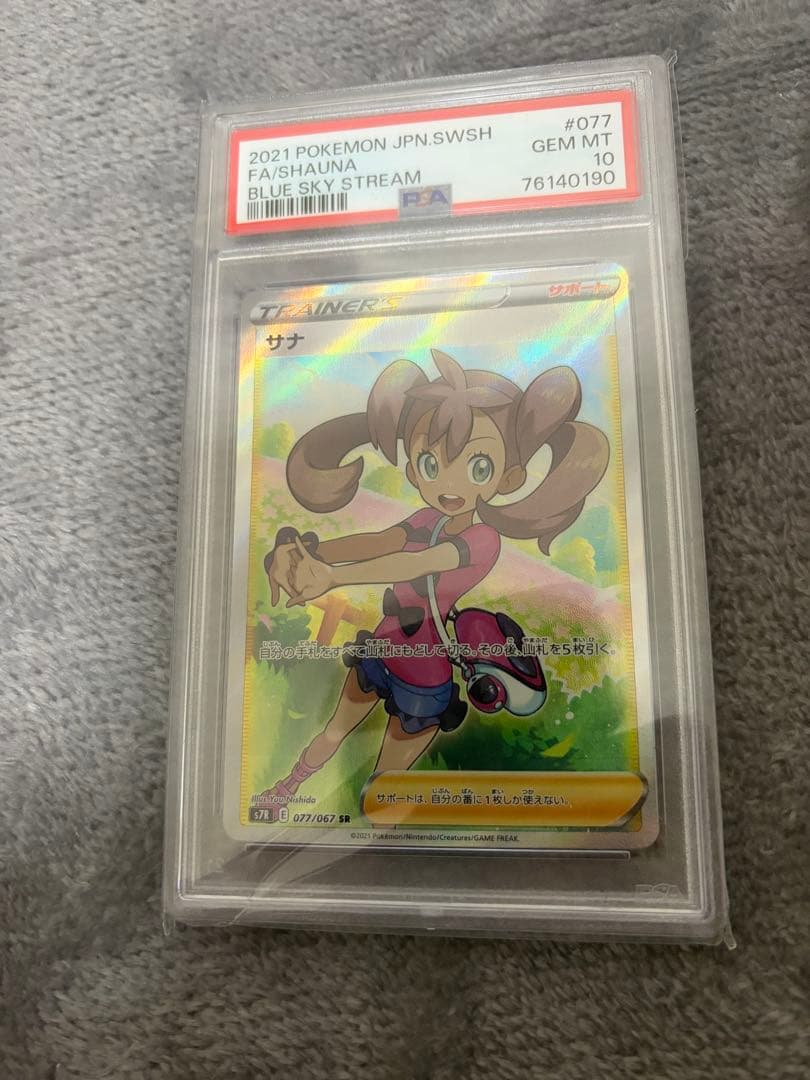 2021 POKEMON JPN.SWSH #077
FA/SHAUNA GEM MT
BLUE SKY STREAM 10
PSA 76140190
TRAINER'S サポート
サナ
自分の手札をすべて山札にもどして切る。その後、山札を5枚引く。
Illus. Yuu Nishida
サポートは、自分の番に1枚しか使えない。
s7R E 077/067 SR
©2021 Pokémon/Nintendo/Creatures/GAME FREAK.
PSA